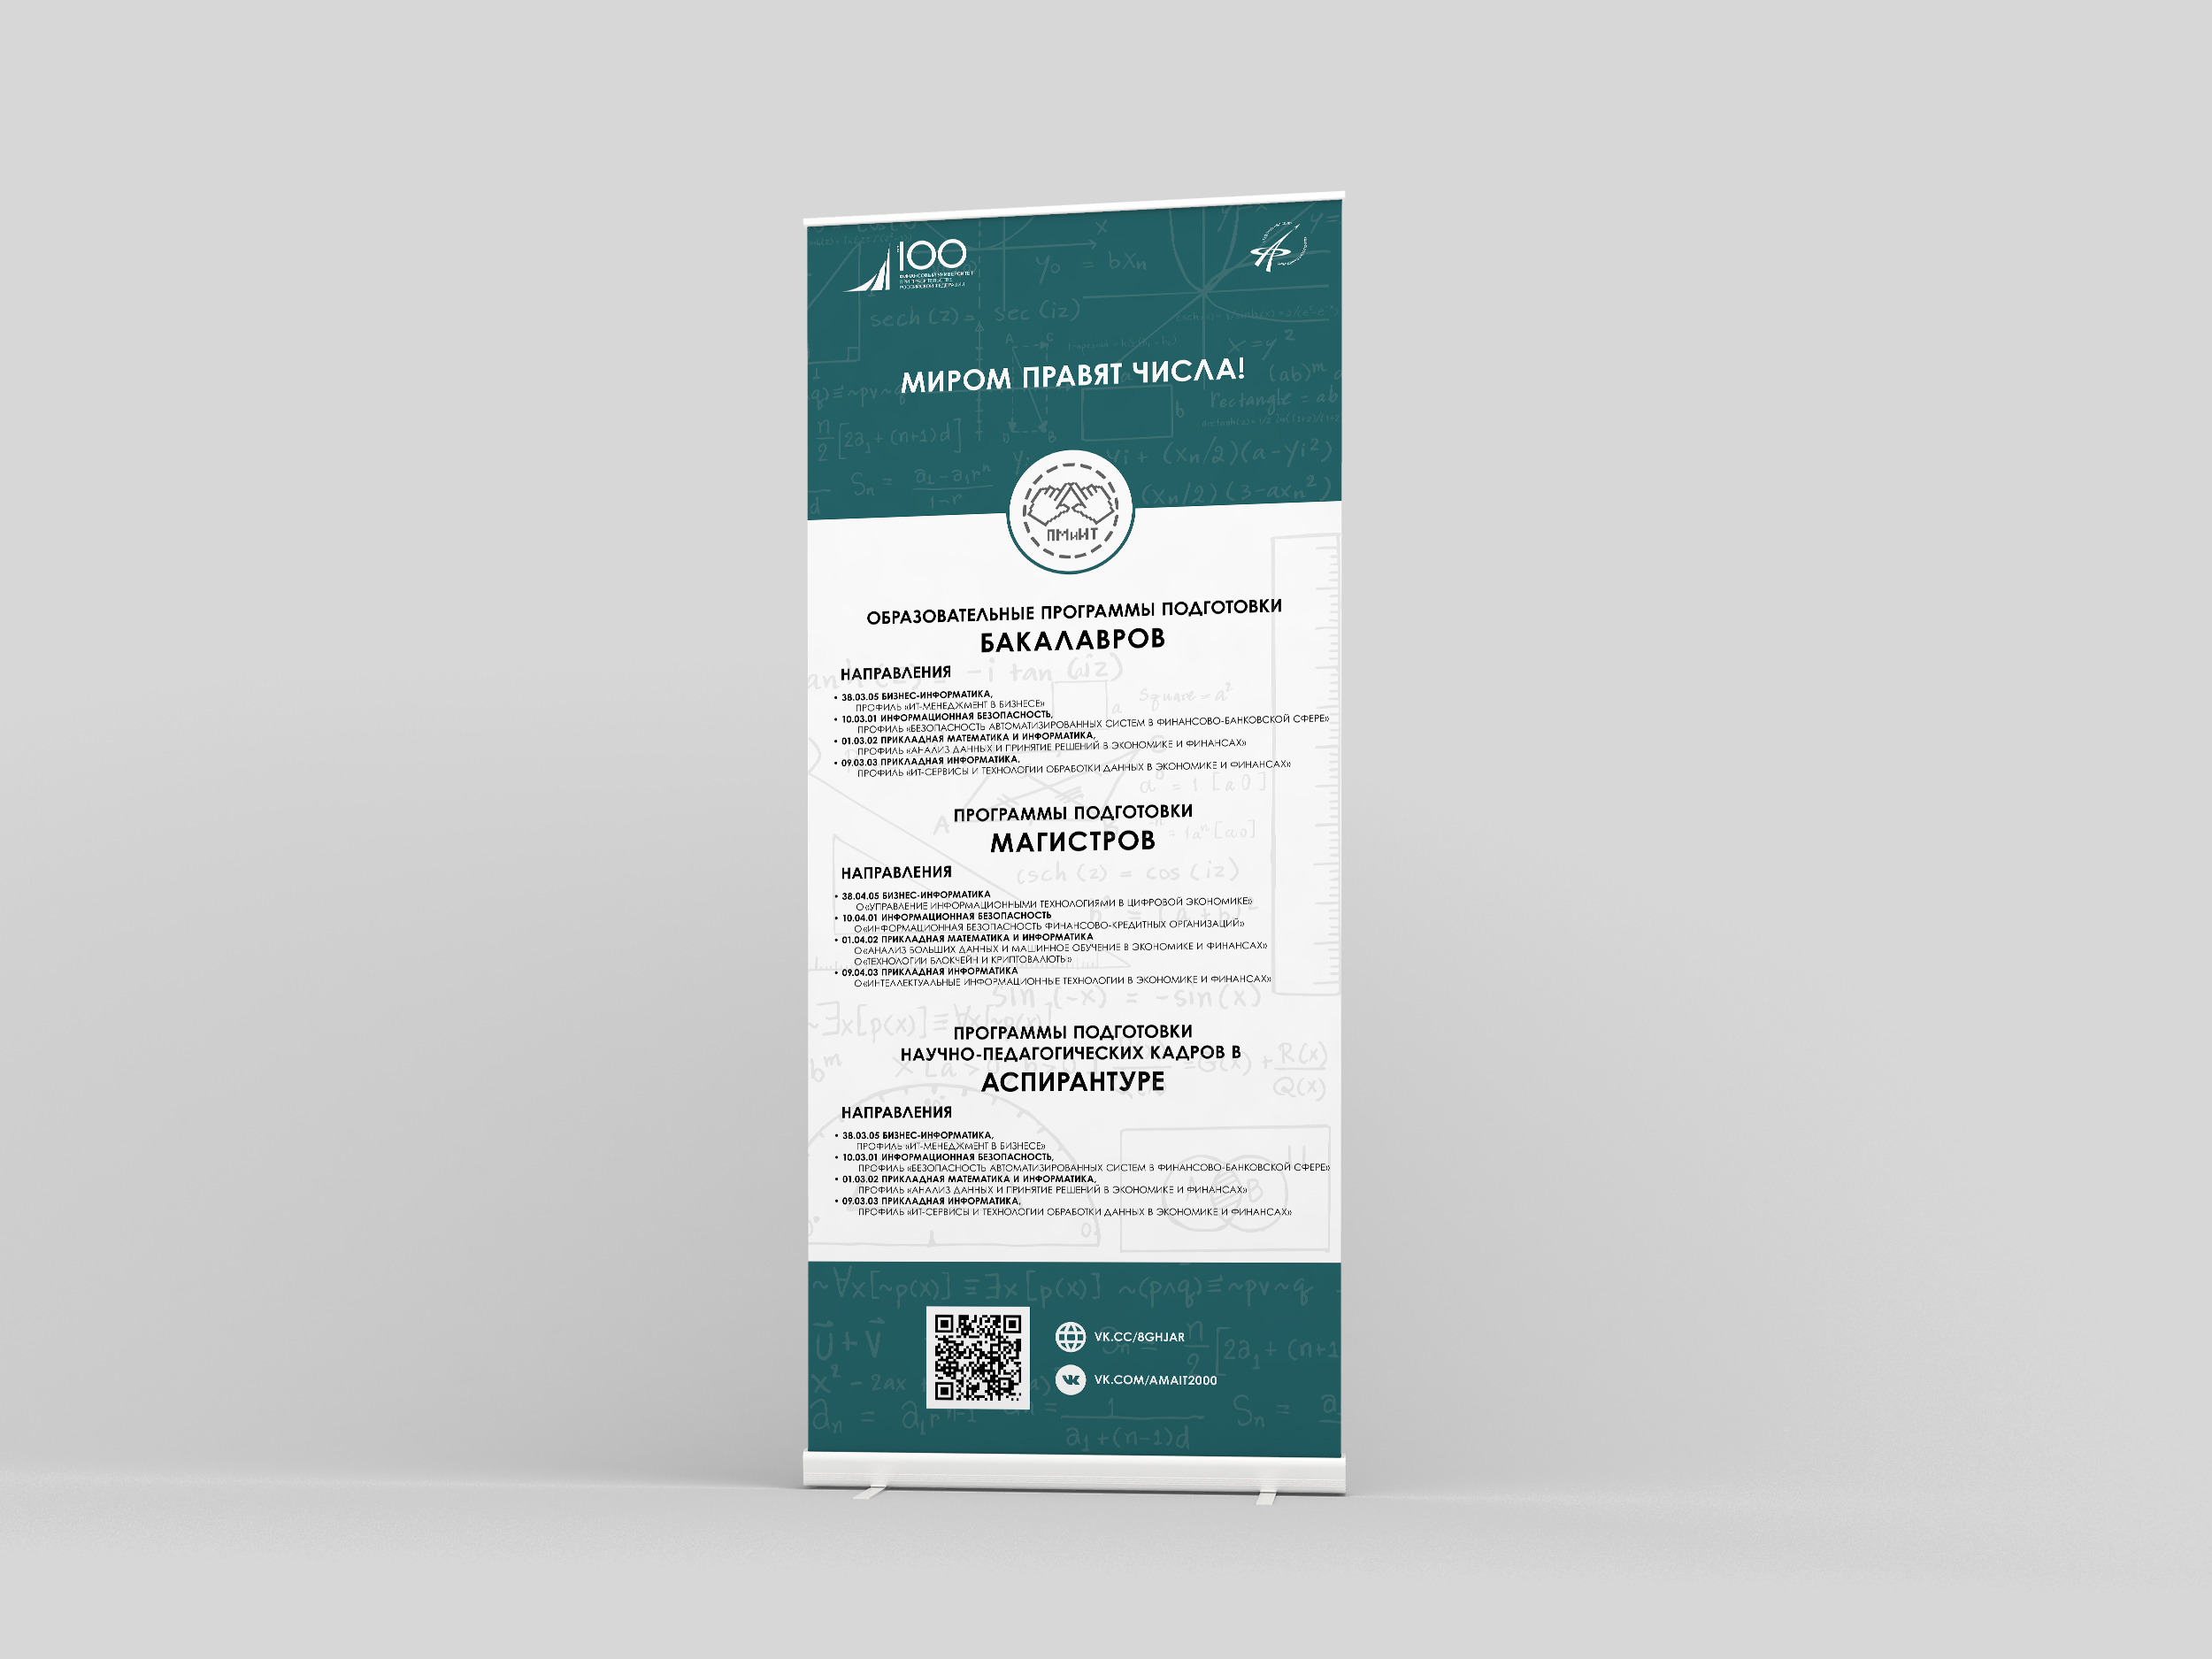 100
ФИНАНСОВЫЙ УНИВЕРСИТЕТ
ПРИ ПРАВИТЕЛЬСТВЕ
РОССИЙСКОЙ ФЕДЕРАЦИИ
МИРОМ ПРАВЯТ ЧИСЛА!
ПМиИТ
ОБРАЗОВАТЕЛЬНЫЕ ПРОГРАММЫ ПОДГОТОВКИ
БАКАЛАВРОВ
НАПРАВЛЕНИЯ
• 38.03.05 БИЗНЕС-ИНФОРМАТИКА,
ПРОФИЛЬ «ИТ-МЕНЕДЖМЕНТ В БИЗНЕСЕ»
• 10.03.01 ИНФОРМАЦИОННАЯ БЕЗОПАСНОСТЬ,
ПРОФИЛЬ «БЕЗОПАСНОСТЬ АВТОМАТИЗИРОВАННЫХ СИСТЕМ В ФИНАНСОВО-БАНКОВСКОЙ СФЕРЕ»
• 01.03.02 ПРИКЛАДНАЯ МАТЕМАТИКА И ИНФОРМАТИКА,
ПРОФИЛЬ «АНАЛИЗ ДАННЫХ И ПРИНЯТИЕ РЕШЕНИЙ В ЭКОНОМИКЕ И ФИНАНСАХ»
• 09.03.03 ПРИКЛАДНАЯ ИНФОРМАТИКА,
ПРОФИЛЬ «ИТ-СЕРВИСЫ И ТЕХНОЛОГИИ ОБРАБОТКИ ДАННЫХ В ЭКОНОМИКЕ И ФИНАНСАХ»
ПРОГРАММЫ ПОДГОТОВКИ
МАГИСТРОВ
НАПРАВЛЕНИЯ
• 38.04.05 БИЗНЕС-ИНФОРМАТИКА
О«УПРАВЛЕНИЕ ИНФОРМАЦИОННЫМИ ТЕХНОЛОГИЯМИ В ЦИФРОВОЙ ЭКОНОМИКЕ»
• 10.04.01 ИНФОРМАЦИОННАЯ БЕЗОПАСНОСТЬ
О«ИНФОРМАЦИОННАЯ БЕЗОПАСНОСТЬ ФИНАНСОВО-КРЕДИТНЫХ ОРГАНИЗАЦИЙ»
• 01.04.02 ПРИКЛАДНАЯ МАТЕМАТИКА И ИНФОРМАТИКА
О«АНАЛИЗ БОЛЬШИХ ДАННЫХ И МАШИННОЕ ОБУЧЕНИЕ В ЭКОНОМИКЕ И ФИНАНСАХ»
О«ТЕХНОЛОГИИ БЛОКЧЕЙН И КРИПТОВАЛЮТЫ»
• 09.04.03 ПРИКЛАДНАЯ ИНФОРМАТИКА
О«ИНТЕЛЛЕКТУАЛЬНЫЕ ИНФОРМАЦИОННЫЕ ТЕХНОЛОГИИ В ЭКОНОМИКЕ И ФИНАНСАХ»
ПРОГРАММЫ ПОДГОТОВКИ
НАУЧНО-ПЕДАГОГИЧЕСКИХ КАДРОВ В
АСПИРАНТУРЕ
НАПРАВЛЕНИЯ
• 38.03.05 БИЗНЕС-ИНФОРМАТИКА,
ПРОФИЛЬ «ИТ-МЕНЕДЖМЕНТ В БИЗНЕСЕ»
• 10.03.01 ИНФОРМАЦИОННАЯ БЕЗОПАСНОСТЬ,
ПРОФИЛЬ «БЕЗОПАСНОСТЬ АВТОМАТИЗИРОВАННЫХ СИСТЕМ В ФИНАНСОВО-БАНКОВСКОЙ СФЕРЕ»
• 01.03.02 ПРИКЛАДНАЯ МАТЕМАТИКА И ИНФОРМАТИКА,
ПРОФИЛЬ «АНАЛИЗ ДАННЫХ И ПРИНЯТИЕ РЕШЕНИЙ В ЭКОНОМИКЕ И ФИНАНСАХ»
• 09.03.03 ПРИКЛАДНАЯ ИНФОРМАТИКА,
ПРОФИЛЬ «ИТ-СЕРВИСЫ И ТЕХНОЛОГИИ ОБРАБОТКИ ДАННЫХ В ЭКОНОМИКЕ И ФИНАНСАХ»
VK.CC/8GHJAR
VK.COM/AMAIT2000